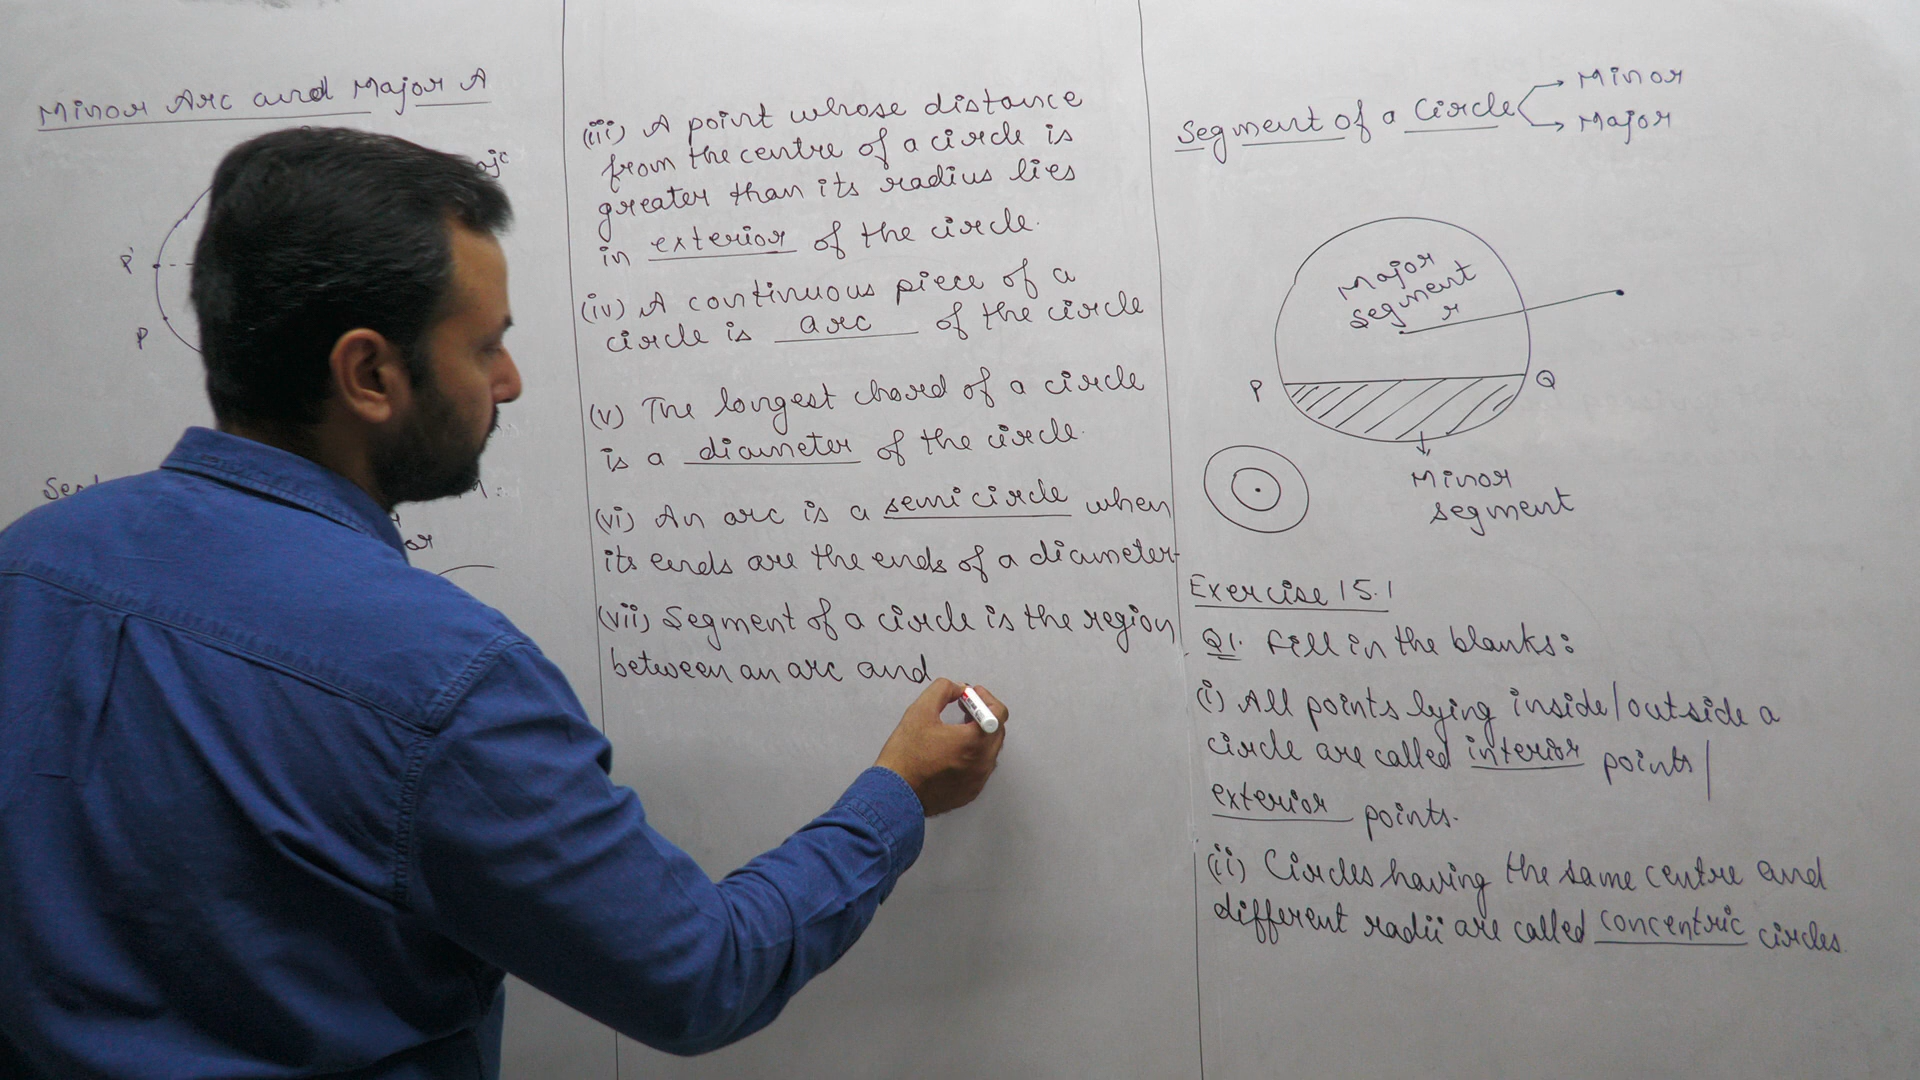 Minor Arc and Major A
P'
P
(iii) A point whose distance
from the centre of a circle is
greater than its radius lies
in exterior of the circle.
(iv) A continuous piece of a
circle is arc of the circle
(v) The longest chord of a circle
is a diameter of the circle.
(vi) An arc is a semicircle when
its ends are the ends of a diameter
(vii) Segment of a circle is the region
between an arc and
Segment of a Circle
Minor
Major
Major
segment
r
P
Q
Minor
segment
Exercise 15.1
Q1. Fill in the blanks:
(i) All points lying inside/outside a
circle are called interior points/
exterior points.
(ii) Circles having the same centre and
different radii are called concentric circles.